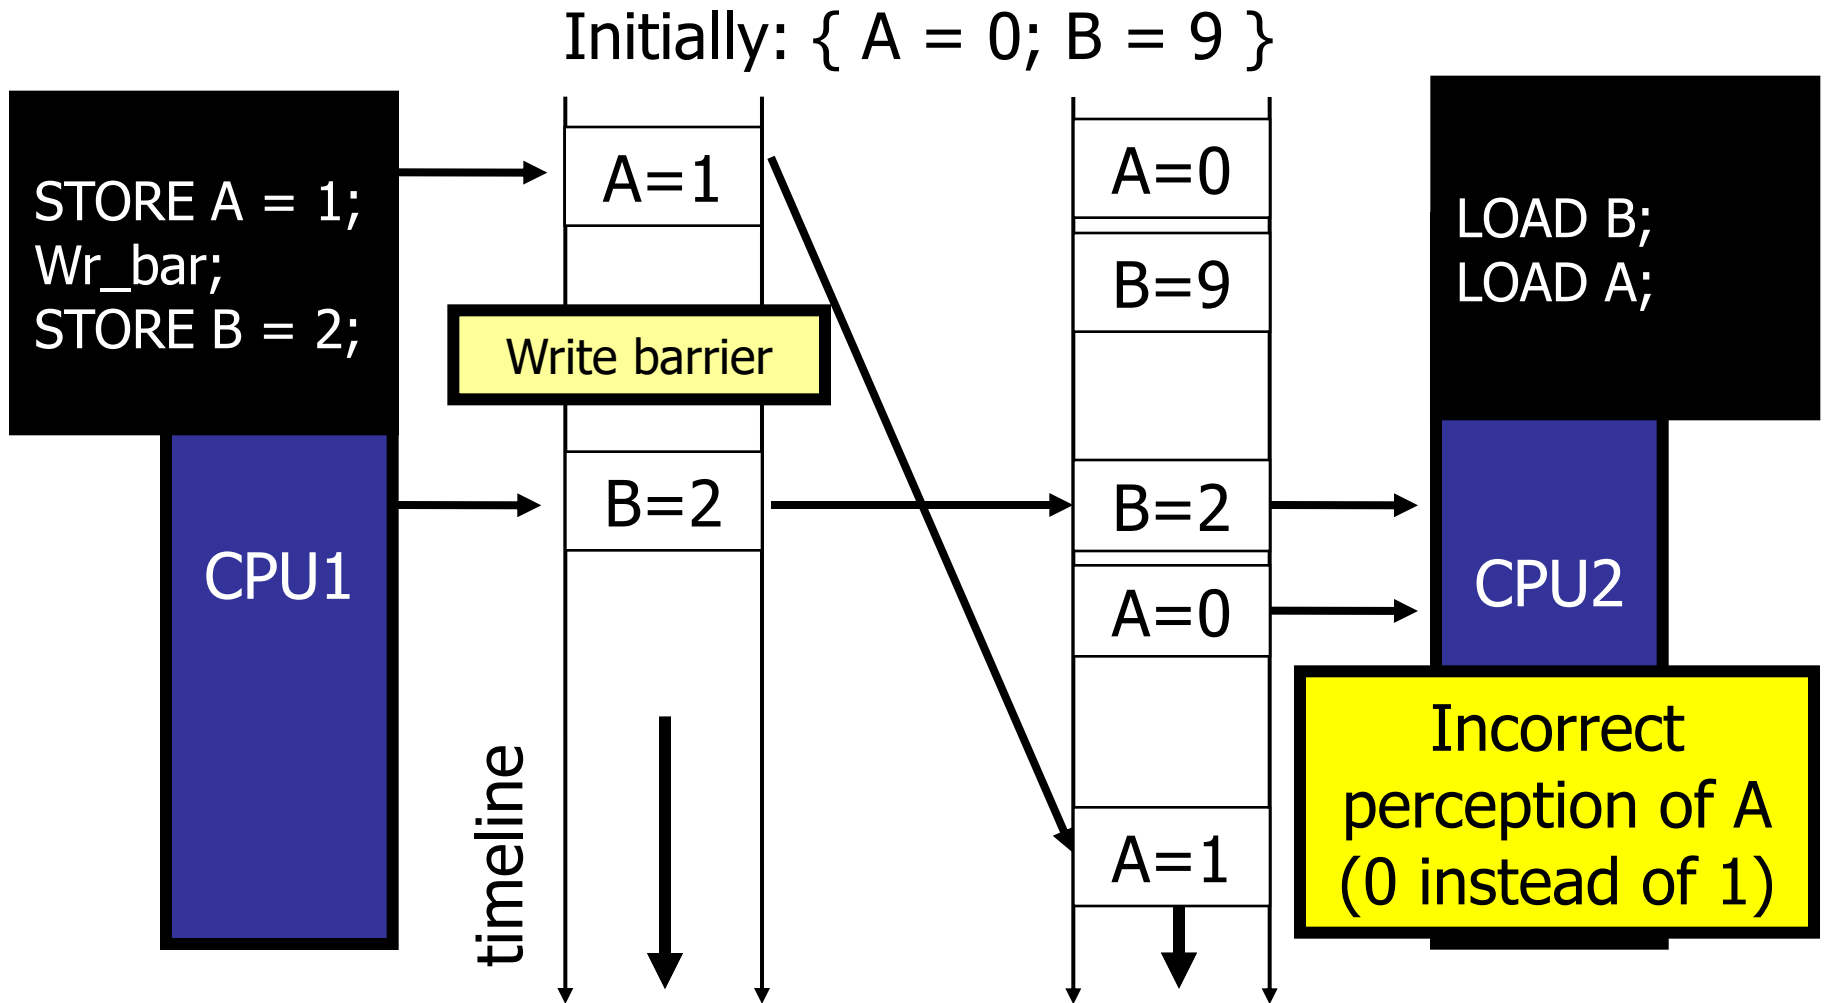 Initially: { A = 0; B = 9 }
STORE A = 1;
Wr_bar;
STORE B = 2;
CPU1
A=1
Write barrier
B=2
timeline
A=0
B=9
B=2
A=0
A=1
LOAD B;
LOAD A;
CPU2
Incorrect
perception of A
(0 instead of 1)